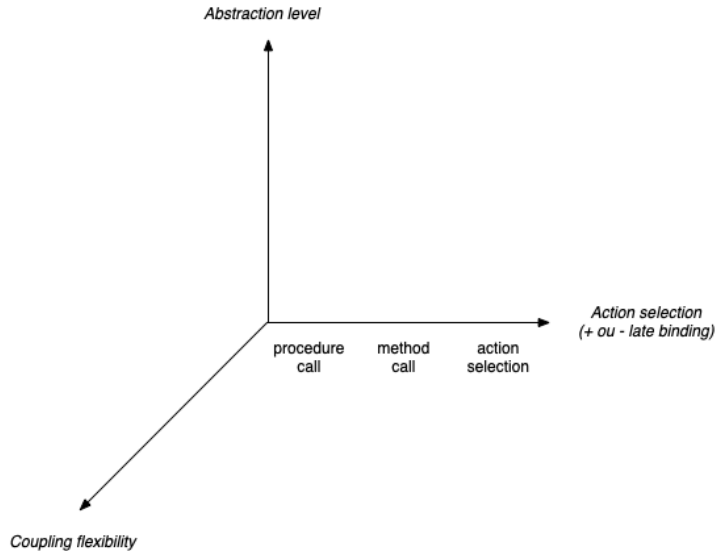 Abstraction level
Action selection
(+ ou - late binding)
procedure
call
method
call
action
selection
Coupling flexibility